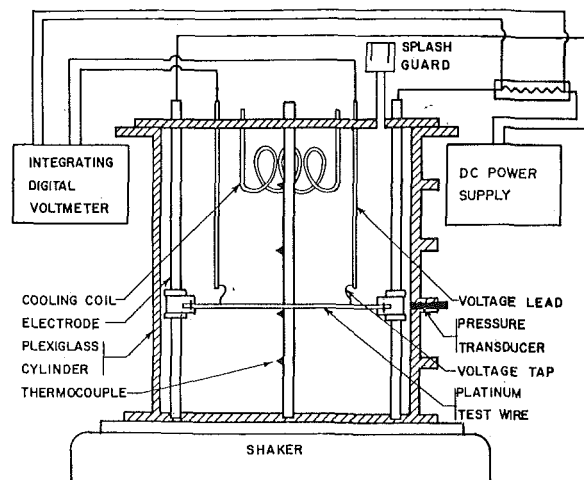 SPLASH
GUARD
INTEGRATING
DIGITAL
VOLTMETER
DC POWER
SUPPLY
COOLING COIL
ELECTRODE
PLEXIGLASS
CYLINDER
THERMOCOUPLE
VOLTAGE LEAD
PRESSURE
TRANSDUCER
VOLTAGE TAP
PLATINUM
TEST WIRE
SHAKER